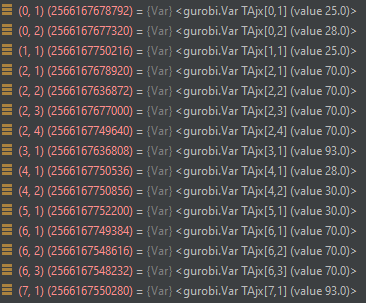 (0, 1) (2566167678792) = {Var} <gurobi.Var TAjx[0,1] (value 25.0)>
(0, 2) (2566167677320) = {Var} <gurobi.Var TAjx[0,2] (value 28.0)>
(1, 1) (2566167750216) = {Var} <gurobi.Var TAjx[1,1] (value 25.0)>
(2, 1) (2566167678920) = {Var} <gurobi.Var TAjx[2,1] (value 70.0)>
(2, 2) (2566167636872) = {Var} <gurobi.Var TAjx[2,2] (value 70.0)>
(2, 3) (2566167677000) = {Var} <gurobi.Var TAjx[2,3] (value 70.0)>
(2, 4) (2566167749640) = {Var} <gurobi.Var TAjx[2,4] (value 70.0)>
(3, 1) (2566167636808) = {Var} <gurobi.Var TAjx[3,1] (value 93.0)>
(4, 1) (2566167750536) = {Var} <gurobi.Var TAjx[4,1] (value 28.0)>
(4, 2) (2566167750856) = {Var} <gurobi.Var TAjx[4,2] (value 30.0)>
(5, 1) (2566167752200) = {Var} <gurobi.Var TAjx[5,1] (value 30.0)>
(6, 1) (2566167749384) = {Var} <gurobi.Var TAjx[6,1] (value 70.0)>
(6, 2) (2566167548616) = {Var} <gurobi.Var TAjx[6,2] (value 70.0)>
(6, 3) (2566167548232) = {Var} <gurobi.Var TAjx[6,3] (value 70.0)>
(7, 1) (2566167550280) = {Var} <gurobi.Var TAjx[7,1] (value 93.0)>